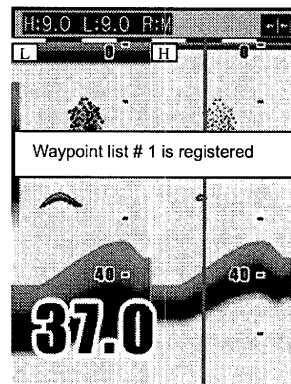 H:9.0 L:9.0 R:M
L 0 H 0
Waypoint list # 1 is registered
40 40
37.0